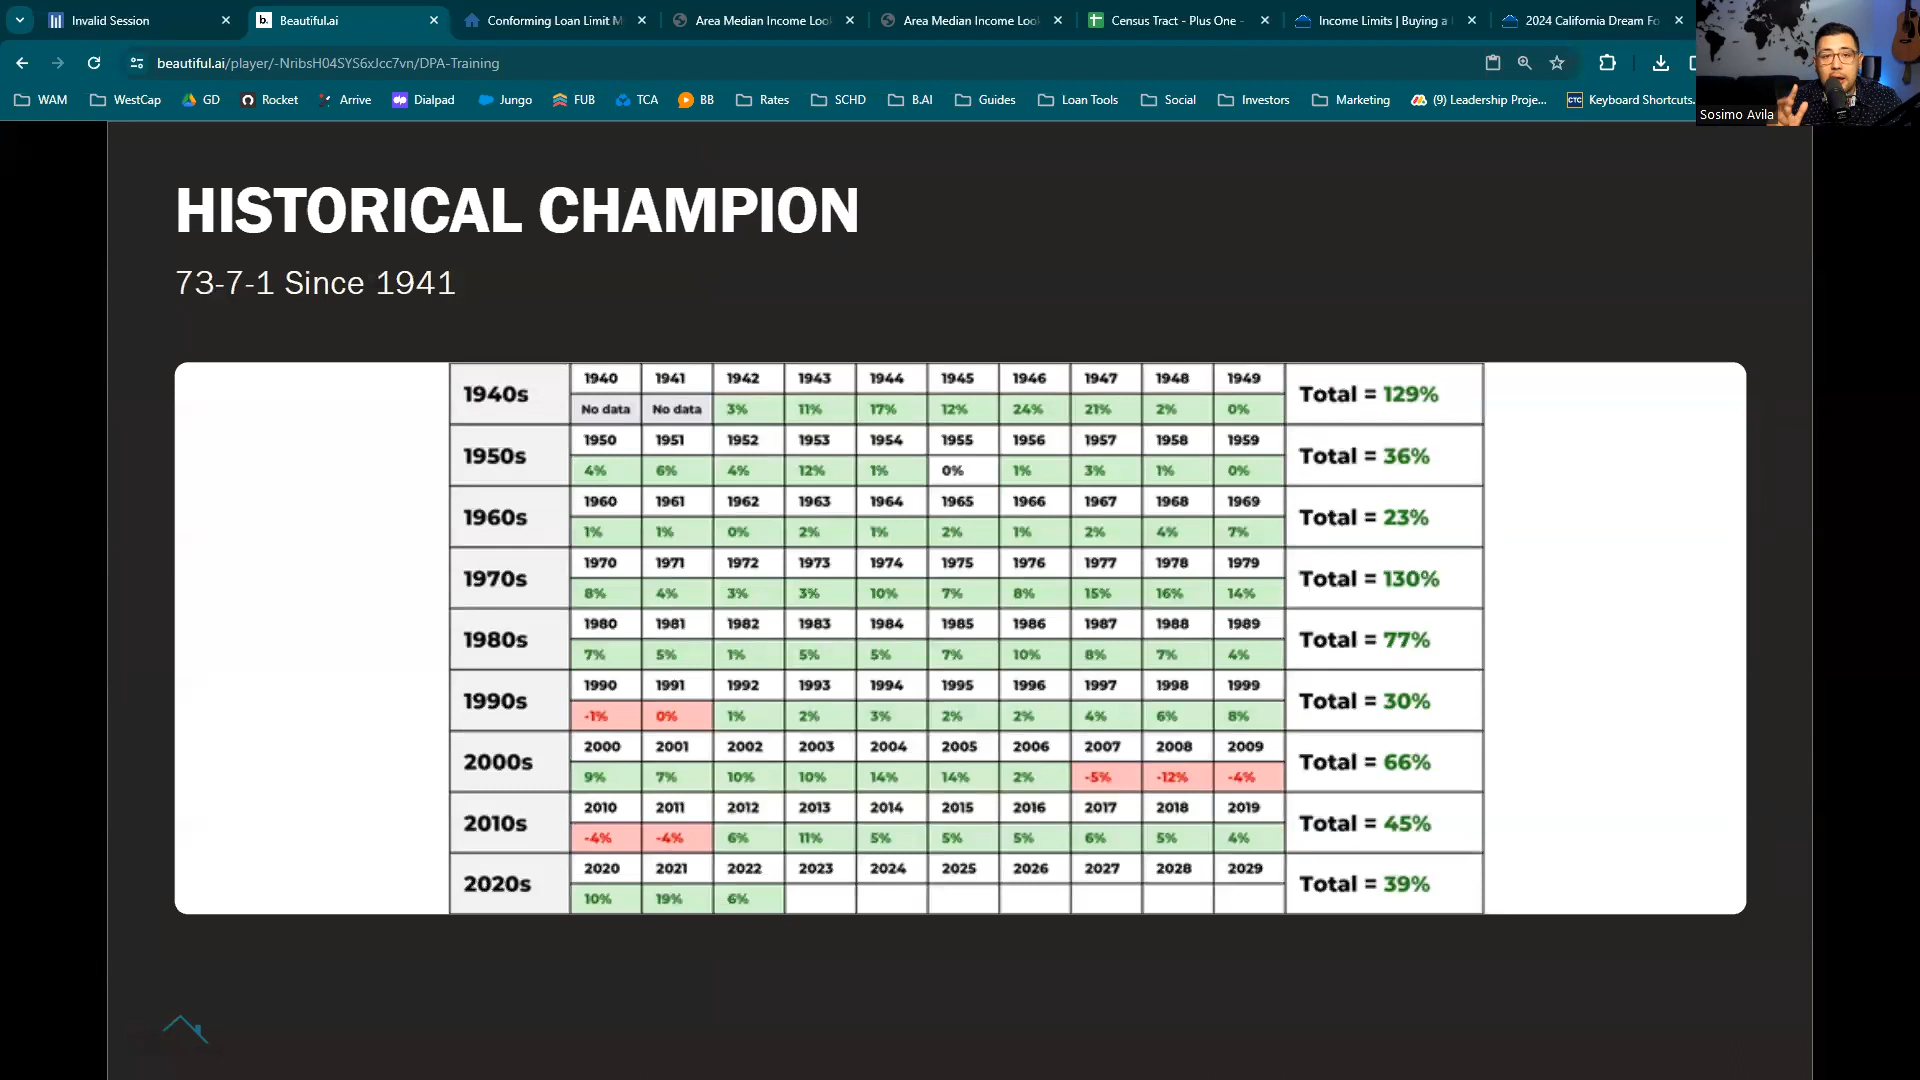 Invalid Session
Beautiful.ai
Conforming Loan Limit M
Area Median Income Loo
Area Median Income Loo
Census Tract - Plus One -
Income Limits | Buying a
2024 California Dream Fo
beautiful.ai/player/-NribsH04SYS6xJcc7vn/DPA-Training
WAM WestCap GD Rocket Arrive Dialpad Jungo FUB TCA BB Rates SCHD B.AI Guides Loan Tools Social Investors Marketing (9) Leadership Proje... Keyboard Shortcuts.
Sosimo Avila
HISTORICAL CHAMPION
73-7-1 Since 1941
1940s 1940 1941 1942 1943 1944 1945 1946 1947 1948 1949 Total = 129%
No data No data 3% 11% 17% 12% 24% 21% 2% 0%
1950s 1950 1951 1952 1953 1954 1955 1956 1957 1958 1959 Total = 36%
4% 6% 4% 12% 1% 0% 1% 3% 1% 0%
1960s 1960 1961 1962 1963 1964 1965 1966 1967 1968 1969 Total = 23%
1% 1% 0% 2% 1% 2% 1% 2% 4% 7%
1970s 1970 1971 1972 1973 1974 1975 1976 1977 1978 1979 Total = 130%
8% 4% 3% 3% 10% 7% 8% 15% 16% 14%
1980s 1980 1981 1982 1983 1984 1985 1986 1987 1988 1989 Total = 77%
7% 5% 1% 5% 5% 7% 10% 8% 7% 4%
1990s 1990 1991 1992 1993 1994 1995 1996 1997 1998 1999 Total = 30%
-1% 0% 1% 2% 3% 2% 2% 4% 6% 8%
2000s 2000 2001 2002 2003 2004 2005 2006 2007 2008 2009 Total = 66%
9% 7% 10% 10% 14% 14% 2% -5% -12% -4%
2010s 2010 2011 2012 2013 2014 2015 2016 2017 2018 2019 Total = 45%
-4% -4% 6% 11% 5% 5% 5% 6% 5% 4%
2020s 2020 2021 2022 2023 2024 2025 2026 2027 2028 2029 Total = 39%
10% 19% 6%